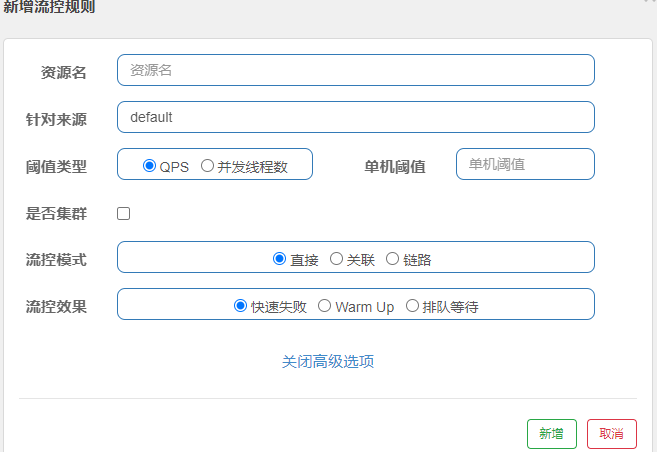 新增流控规则
资源名 资源名
针对来源 default
阈值类型 QPS 并发线程数 单机阈值 单机阈值
是否集群
流控模式 直接 关联 链路
流控效果 快速失败 Warm Up 排队等待
关闭高级选项
新增 取消